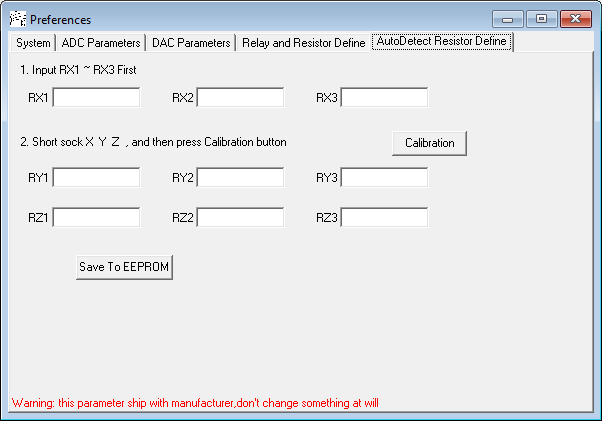 Preferences
System ADC Parameters DAC Parameters Relay and Resistor Define AutoDetect Resistor Define
1. Input RX1 ~ RX3 First
RX1 RX2 RX3
2. Short sock X Y Z , and then press Calibration button Calibration
RY1 RY2 RY3
RZ1 RZ2 RZ3
Save To EEPROM
Warning: this parameter ship with manufacturer,don't change something at will